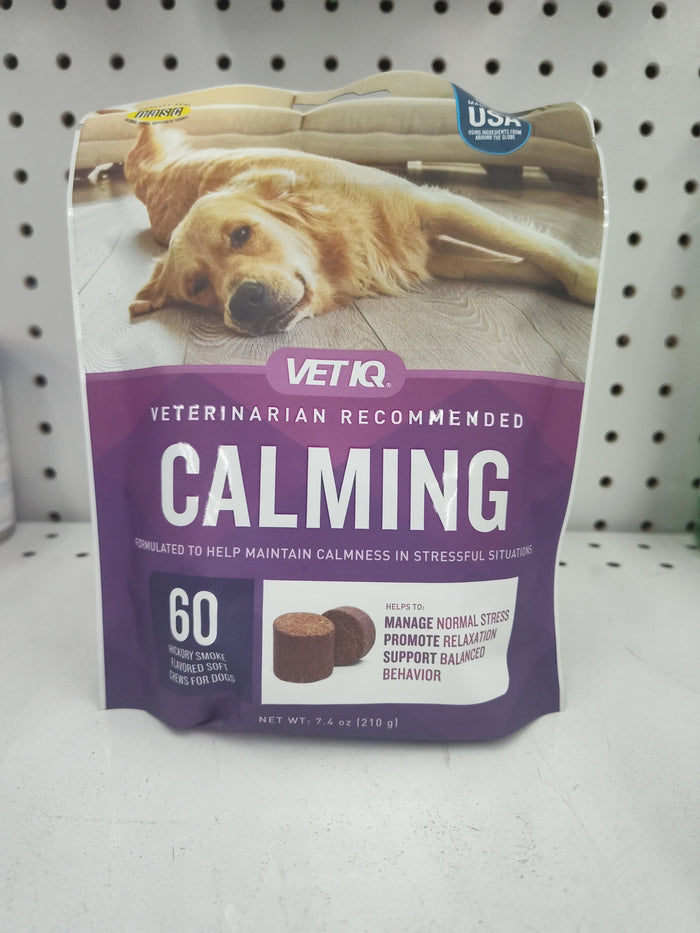 NASC
MADE IN
USA
USING INGREDIENTS FROM
AROUND THE GLOBE
VET IQ®
VETERINARIAN RECOMMENDED
CALMING
FORMULATED TO HELP MAINTAIN CALMNESS IN STRESSFUL SITUATIONS
60
HICKORY SMOKE
FLAVORED SOFT
CHEWS FOR DOGS
HELPS TO:
MANAGE NORMAL STRESS
PROMOTE RELAXATION
SUPPORT BALANCED
BEHAVIOR
NET WT: 7.4 oz (210 g)